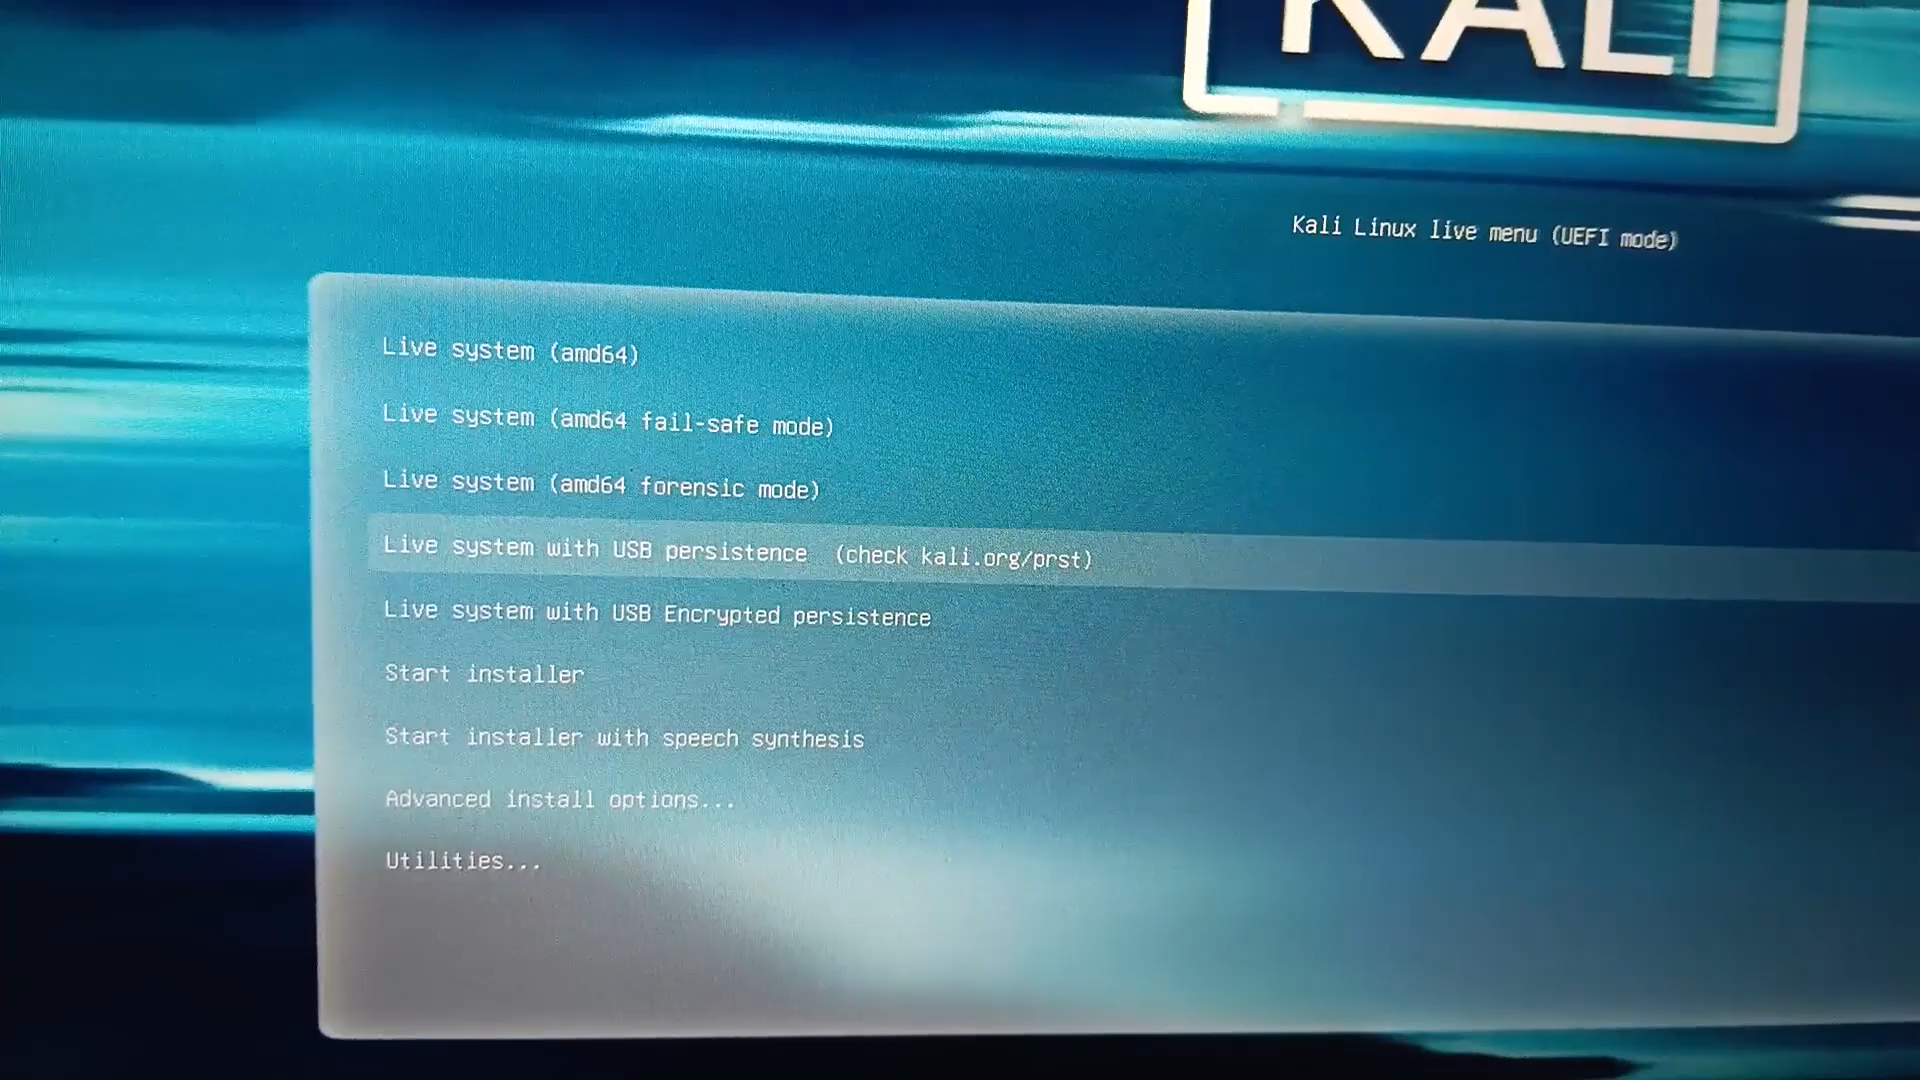 KALI
Kali Linux live menu (UEFI mode)
Live system (amd64)
Live system (amd64 fail-safe mode)
Live system (amd64 forensic mode)
Live system with USB persistence  (check kali.org/prst)
Live system with USB Encrypted persistence
Start installer
Start installer with speech synthesis
Advanced install options...
Utilities...